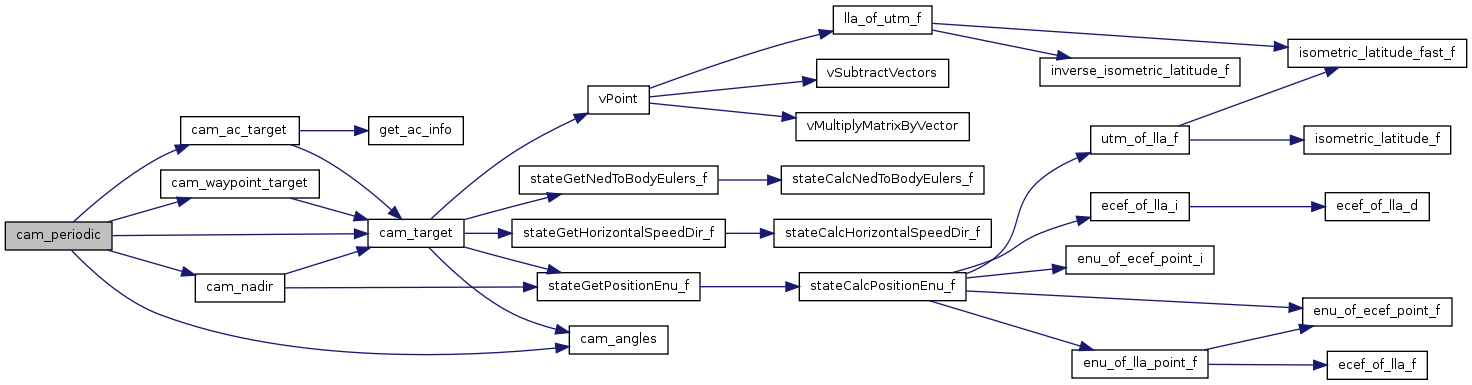 cam_periodic
cam_ac_target
cam_waypoint_target
cam_nadir
get_ac_info
cam_target
vPoint
stateGetNedToBodyEulers_f
stateGetHorizontalSpeedDir_f
stateGetPositionEnu_f
cam_angles
lla_of_utm_f
vSubtractVectors
vMultiplyMatrixByVector
stateCalcNedToBodyEulers_f
stateCalcHorizontalSpeedDir_f
stateCalcPositionEnu_f
inverse_isometric_latitude_f
utm_of_lla_f
ecef_of_lla_i
enu_of_ecef_point_i
enu_of_lla_point_f
isometric_latitude_fast_f
isometric_latitude_f
ecef_of_lla_d
enu_of_ecef_point_f
ecef_of_lla_f